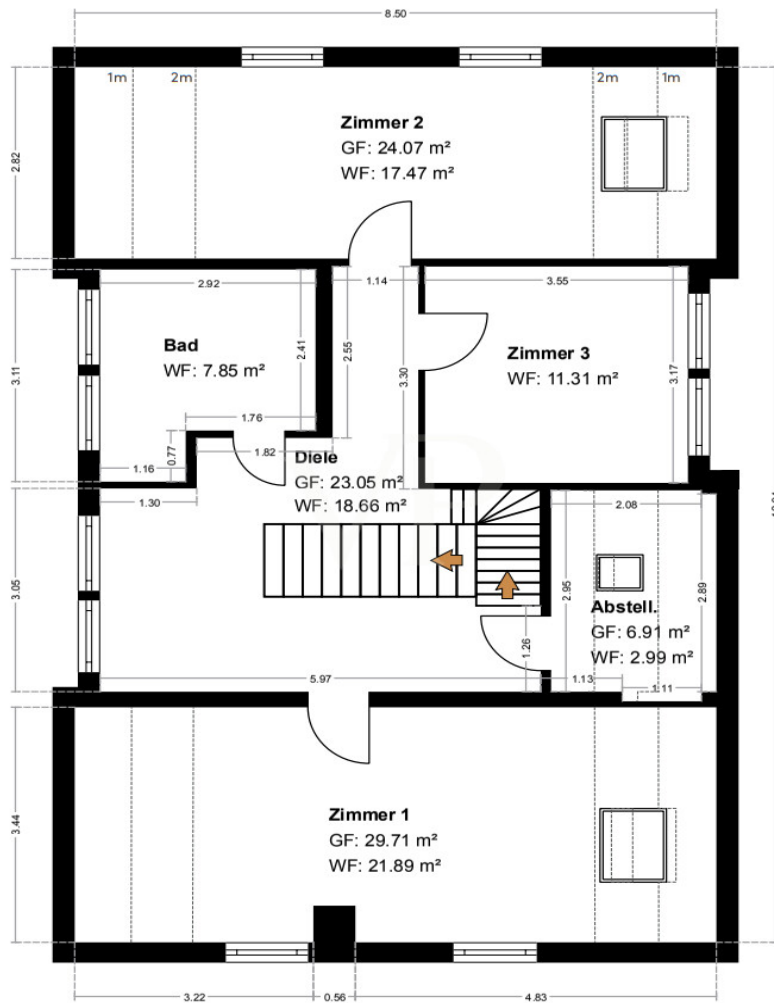 8.50
1m 2m 2m 1m
Zimmer 2
GF: 24.07 m²
WF: 17.47 m²
2.82
2.92 1.14 3.55
Bad
WF: 7.85 m²
2.41
2.55
3.30
Zimmer 3
WF: 11.31 m²
3.17
3.11
1.76
0.77
1.82
1.16
1.30
Diele
GF: 23.05 m²
WF: 18.66 m²
2.08
3.05
2.95
2.89
Abstell.
GF: 6.91 m²
WF: 2.99 m²
1.26
5.97
1.13
1.11
Zimmer 1
GF: 29.71 m²
WF: 21.89 m²
3.44
3.22 0.56 4.83